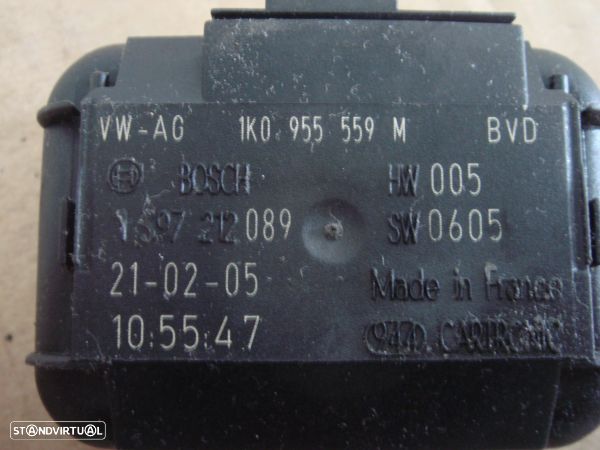 VW-AG 1K0 955 559 M BVD
BOSCH HW 005
1 397 212 089 SW 0605
21-02-05 Made in France
10:55:47 CARTRONIC
STANDVIRTUAL